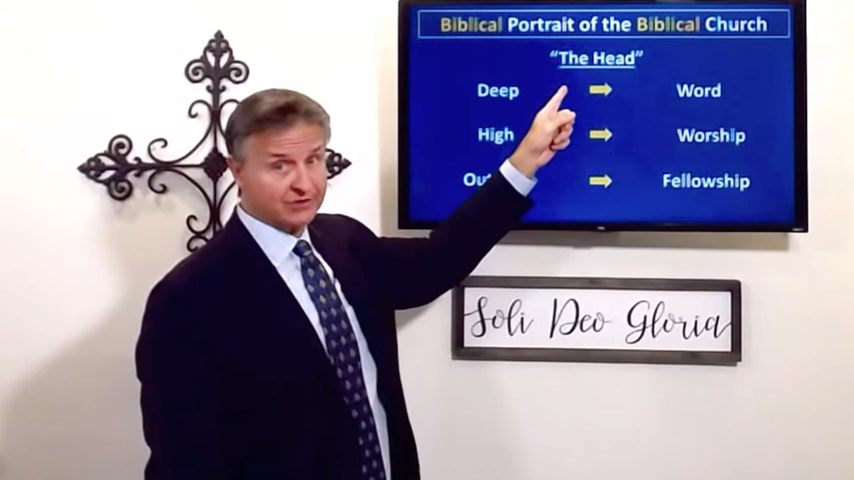 Biblical Portrait of the Biblical Church
“The Head”
Deep Word
High Worship
Fellowship
Soli Deo Gloria